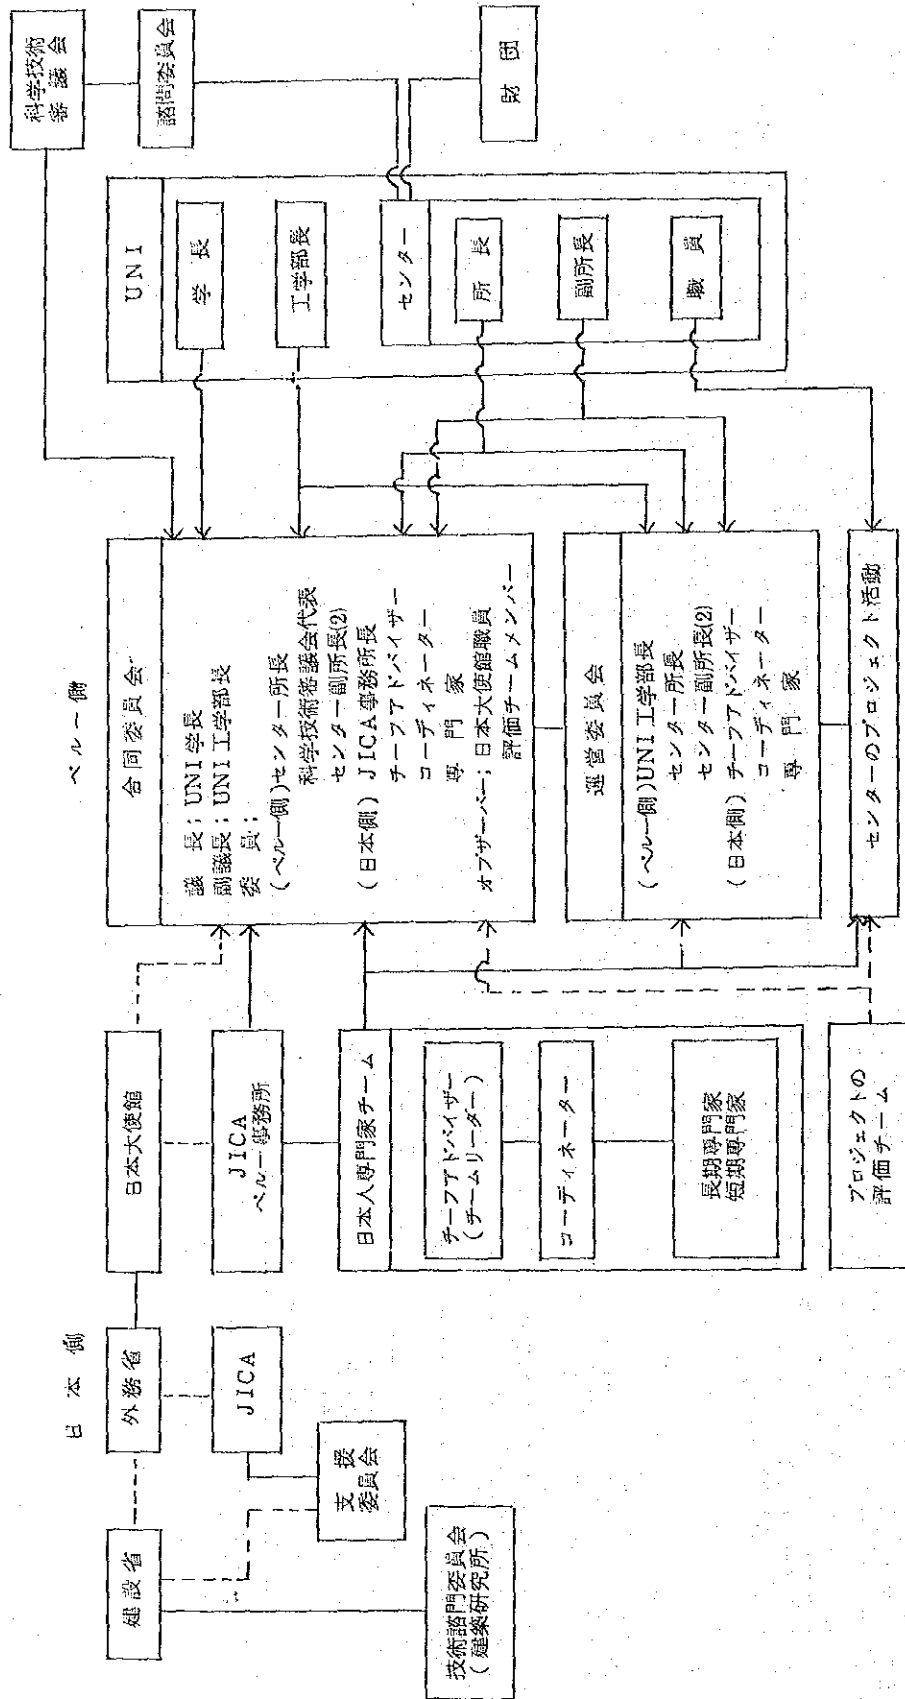 日本側
ペルー側
建設省
外務省
日本大使館
JICA
JICA
ペルー事務所
支援
委員会
技術諮問委員会
(建築研究所)
日本人専門家チーム
チーフアドバイザー
(チームリーダー)
コーディネーター
長期専門家
短期専門家
プロジェクトの
評価チーム
合同委員会
議長;UNI学長
副議長;UNI工学部長
委員;
(ペルー側)センター所長
科学技術審議会代表
センター副所長(2)
(日本側)JICA事務所長
チーフアドバイザー
コーディネーター
専門家
オブザーバー;日本大使館職員
評価チームメンバー
運営委員会
(ペルー側)UNI工学部長
センター所長
センター副所長(2)
(日本側)チーフアドバイザー
コーディネーター
専門家
センターのプロジェクト活動
UNI
学長
工学部長
センター
所長
副所長
職員
科学技術
審議会
諮問委員会
財団